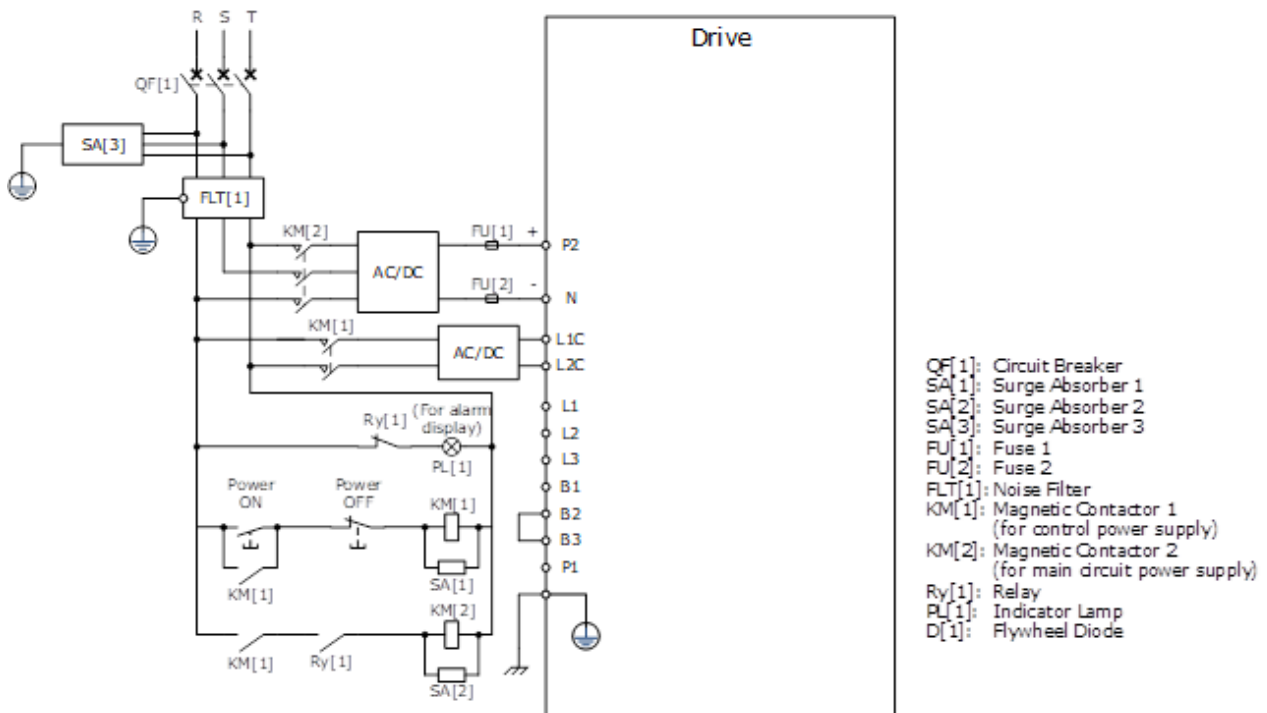 R S T
Drive
QF[1]
SA[3]
FLT[1]
KM[2]
AC/DC
FU[1] +
P2
FU[2] -
N
KM[1]
AC/DC
L1C
L2C
L1
L2
L3
B1
B2
B3
P1
Ry[1]
(For alarm
display)
PL[1]
Power
ON
Power
OFF
KM[1]
KM[1]
SA[1]
KM[2]
KM[1]
Ry[1]
SA[2]
QF[1]: Circuit Breaker
SA[1]: Surge Absorber 1
SA[2]: Surge Absorber 2
SA[3]: Surge Absorber 3
FU[1]: Fuse 1
FU[2]: Fuse 2
FLT[1]: Noise Filter
KM[1]: Magnetic Contactor 1
(for control power supply)
KM[2]: Magnetic Contactor 2
(for main circuit power supply)
Ry[1]: Relay
PL[1]: Indicator Lamp
D[1]: Flywheel Diode